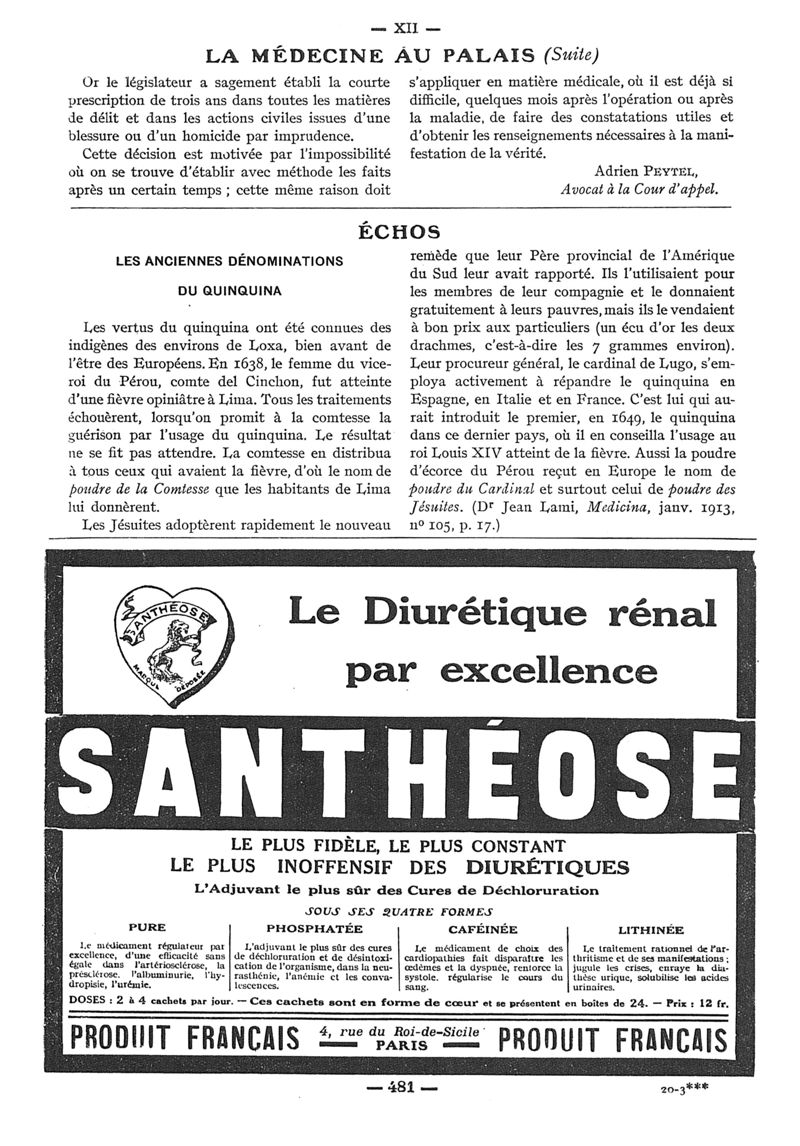 — XII —
LA MÉDECINE AU PALAIS (Suite)
Or le législateur a sagement établi la courte
prescription de trois ans dans toutes les matières
de délit et dans les actions civiles issues d'une
blessure ou d'un homicide par imprudence.
Cette décision est motivée par l'impossibilité
où on se trouve d'établir avec méthode les faits
après un certain temps ; cette même raison doit
s'appliquer en matière médicale, où il est déjà si
difficile, quelques mois après l'opération ou après
la maladie, de faire des constatations utiles et
d'obtenir les renseignements nécessaires à la mani-
festation de la vérité.
Adrien PEYTEL,
Avocat à la Cour d'appel.
ÉCHOS
LES ANCIENNES DÉNOMINATIONS
DU QUINQUINA
Les vertus du quinquina ont été connues des
indigènes des environs de Loxa, bien avant de
l'être des Européens. En 1638, le femme du vice-
roi du Pérou, comte del Cinchon, fut atteinte
d'une fièvre opiniâtre à Lima. Tous les traitements
échouèrent, lorsqu'on promit à la comtesse la
guérison par l'usage du quinquina. Le résultat
ne se fit pas attendre. La comtesse en distribua
à tous ceux qui avaient la fièvre, d'où le nom de
poudre de la Comtesse que les habitants de Lima
lui donnèrent.
Les Jésuites adoptèrent rapidement le nouveau
remède que leur Père provincial de l'Amérique
du Sud leur avait rapporté. Ils l'utilisaient pour
les membres de leur compagnie et le donnaient
gratuitement à leurs pauvres, mais ils le vendaient
à bon prix aux particuliers (un écu d'or les deux
drachmes, c'est-à-dire les 7 grammes environ).
Leur procureur général, le cardinal de Lugo, s'em-
ploya activement à répandre le quinquina en
Espagne, en Italie et en France. C'est lui qui au-
rait introduit le premier, en 1649, le quinquina
dans ce dernier pays, où il en conseilla l'usage au
roi Louis XIV atteint de la fièvre. Aussi la poudre
d'écorce du Pérou reçut en Europe le nom de
poudre du Cardinal et surtout celui de poudre des
Jésuites. (Dr Jean Lami, Medicina, janv. 1913,
no 105, p. 17.)
SANTHÉOSE
MARQUE DÉPOSÉE
Le Diurétique rénal
par excellence
SANTHÉOSE
LE PLUS FIDÈLE, LE PLUS CONSTANT
LE PLUS INOFFENSIF DES DIURÉTIQUES
L'Adjuvant le plus sûr des Cures de Déchloruration
SOUS SES QUATRE FORMES
PURE
Le médicament régulateur par
excellence, d'une efficacité sans
égale dans l'artériosclérose, la
présclérose, l'albuminurie, l'hy-
dropisie, l'urémie.
PHOSPHATÉE
L'adjuvant le plus sûr des cures
de déchloruration et de désintoxi-
cation de l'organisme, dans la neu-
rasthénie, l'anémie et les conva-
lescences.
CAFÉINÉE
Le médicament de choix des
cardiopathies fait disparaître les
œdèmes et la dyspnée, renforce la
systole, régularise le cours du
sang.
LITHINÉE
Le traitement rationnel de l'ar-
thritisme et de ses manifestations ;
jugule les crises, enraye la dia-
thèse urique, solubilise les acides
urinaires.
DOSES : 2 à 4 cachets par jour. — Ces cachets sont en forme de cœur et se présentent en boîtes de 24. — Prix : 12 fr.
PRODUIT FRANÇAIS
4, rue du Roi-de-Sicile
PARIS
PRODUIT FRANÇAIS
— 481 —
20-3***